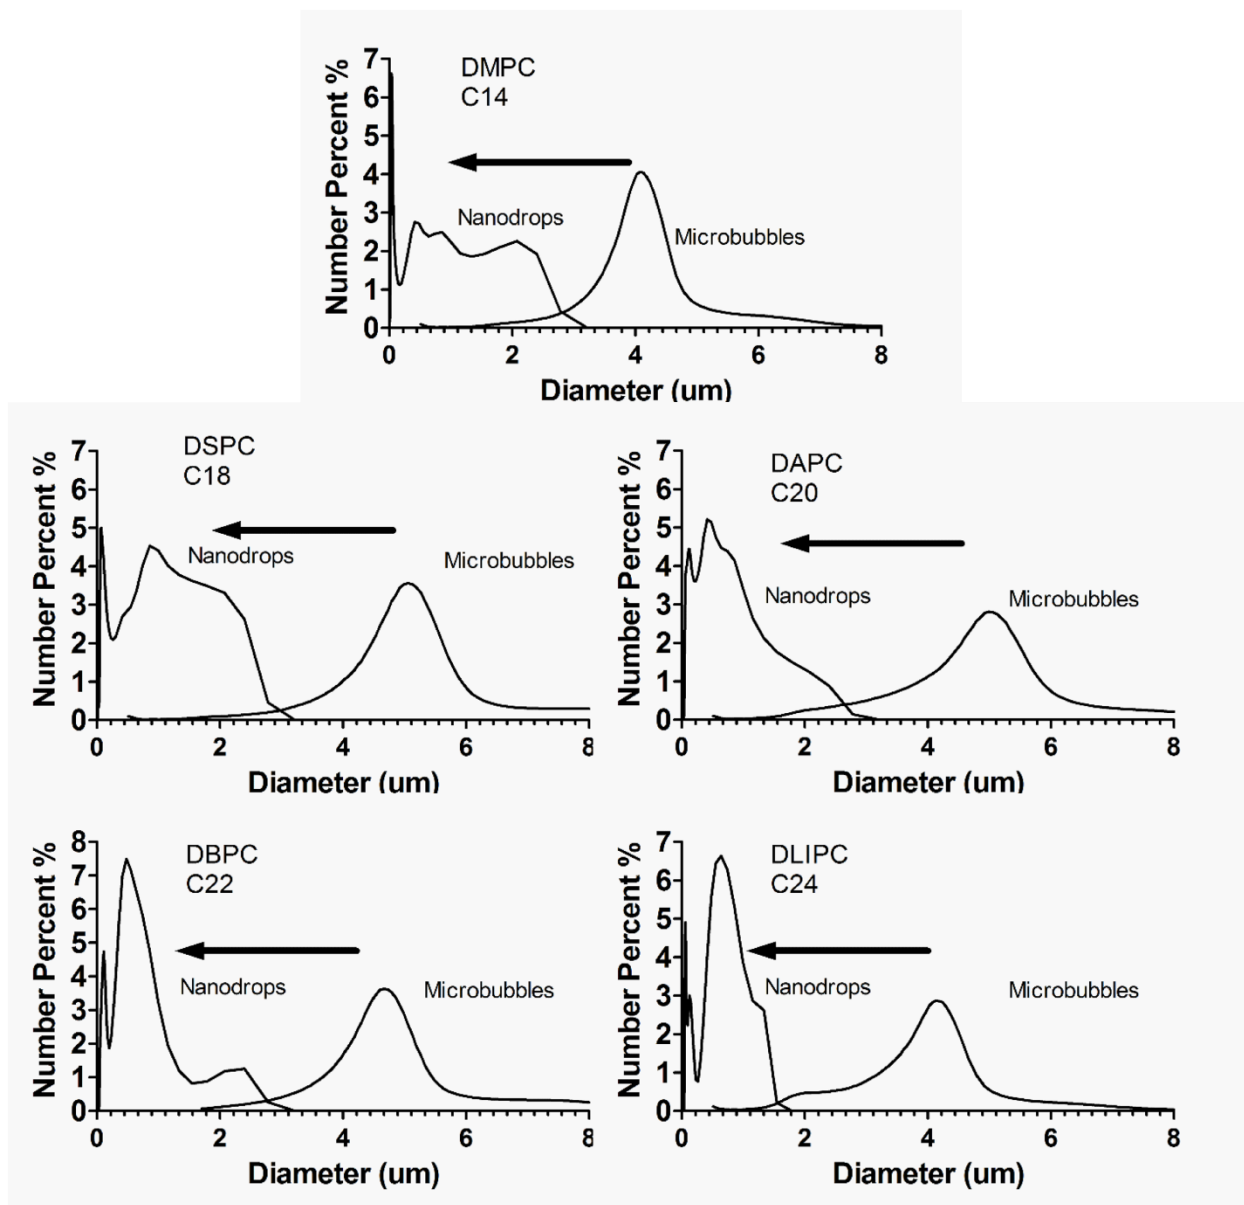 DMPC
C14
Number Percent %
7
6
5
4
3
2
1
0
Nanodrops
Microbubbles
0 2 4 6 8
Diameter (um)
DSPC
C18
Number Percent %
7
6
5
4
3
2
1
0
Nanodrops
Microbubbles
0 2 4 6 8
Diameter (um)
DAPC
C20
Number Percent %
7
6
5
4
3
2
1
0
Nanodrops
Microbubbles
0 2 4 6 8
Diameter (um)
DBPC
C22
Number Percent %
8
7
6
5
4
3
2
1
0
Nanodrops
Microbubbles
0 2 4 6 8
Diameter (um)
DLIPC
C24
Number Percent %
7
6
5
4
3
2
1
0
Nanodrops
Microbubbles
0 2 4 6 8
Diameter (um)